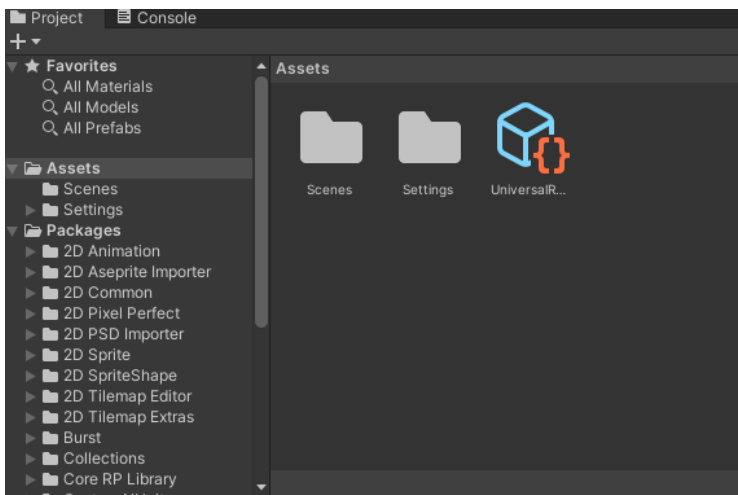 Project
Console
Favorites
All Materials
All Models
All Prefabs
Assets
Scenes
Settings
Packages
2D Animation
2D Aseprite Importer
2D Common
2D Pixel Perfect
2D PSD Importer
2D Sprite
2D SpriteShape
2D Tilemap Editor
2D Tilemap Extras
Burst
Collections
Core RP Library
Assets
Scenes
Settings
UniversalR...